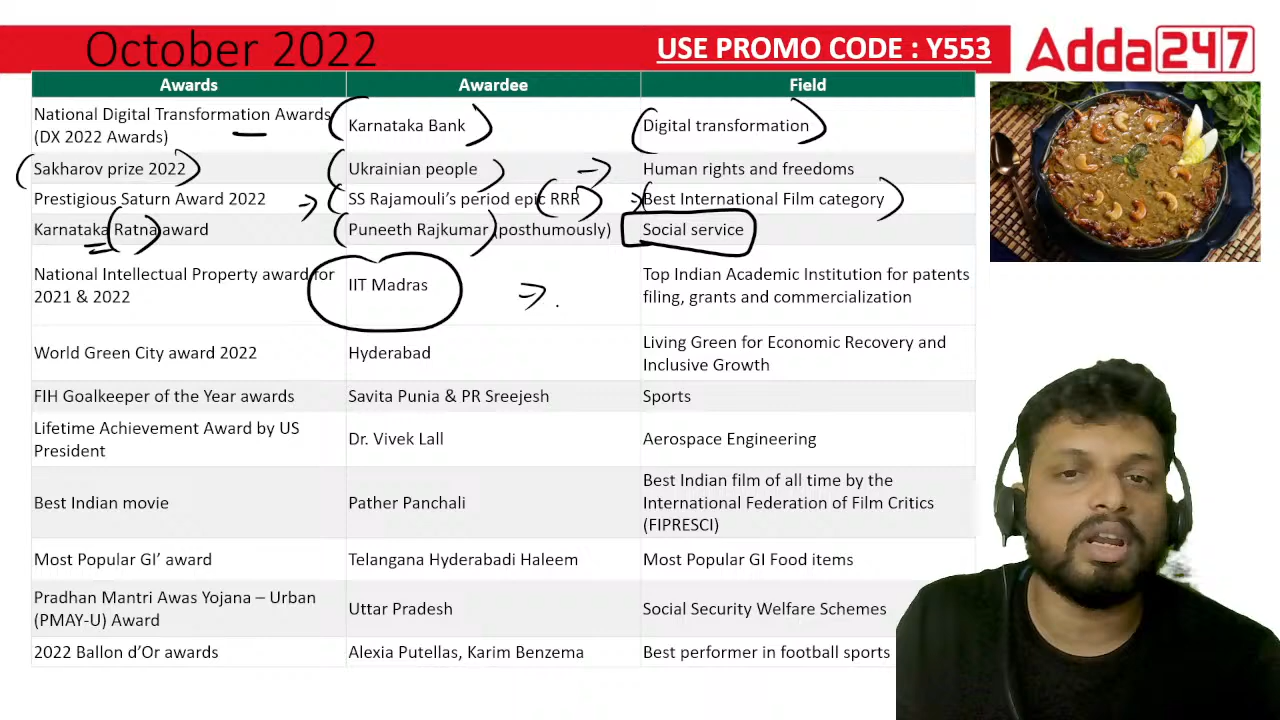 October 2022
USE PROMO CODE : Y553
Adda247
Awards Awardee Field
National Digital Transformation Awards
(DX 2022 Awards)
Karnataka Bank
Digital transformation
Sakharov prize 2022
Ukrainian people
Human rights and freedoms
Prestigious Saturn Award 2022
SS Rajamouli's period epic RRR
Best International Film category
Karnataka Ratna award
Puneeth Rajkumar (posthumously)
Social service
National Intellectual Property award for
2021 & 2022
IIT Madras
Top Indian Academic Institution for patents
filing, grants and commercialization
World Green City award 2022
Hyderabad
Living Green for Economic Recovery and
Inclusive Growth
FIH Goalkeeper of the Year awards
Savita Punia & PR Sreejesh
Sports
Lifetime Achievement Award by US
President
Dr. Vivek Lall
Aerospace Engineering
Best Indian movie
Pather Panchali
Best Indian film of all time by the
International Federation of Film Critics
(FIPRESCI)
Most Popular GI' award
Telangana Hyderabadi Haleem
Most Popular GI Food items
Pradhan Mantri Awas Yojana – Urban
(PMAY-U) Award
Uttar Pradesh
Social Security Welfare Schemes
2022 Ballon d'Or awards
Alexia Putellas, Karim Benzema
Best performer in football sports